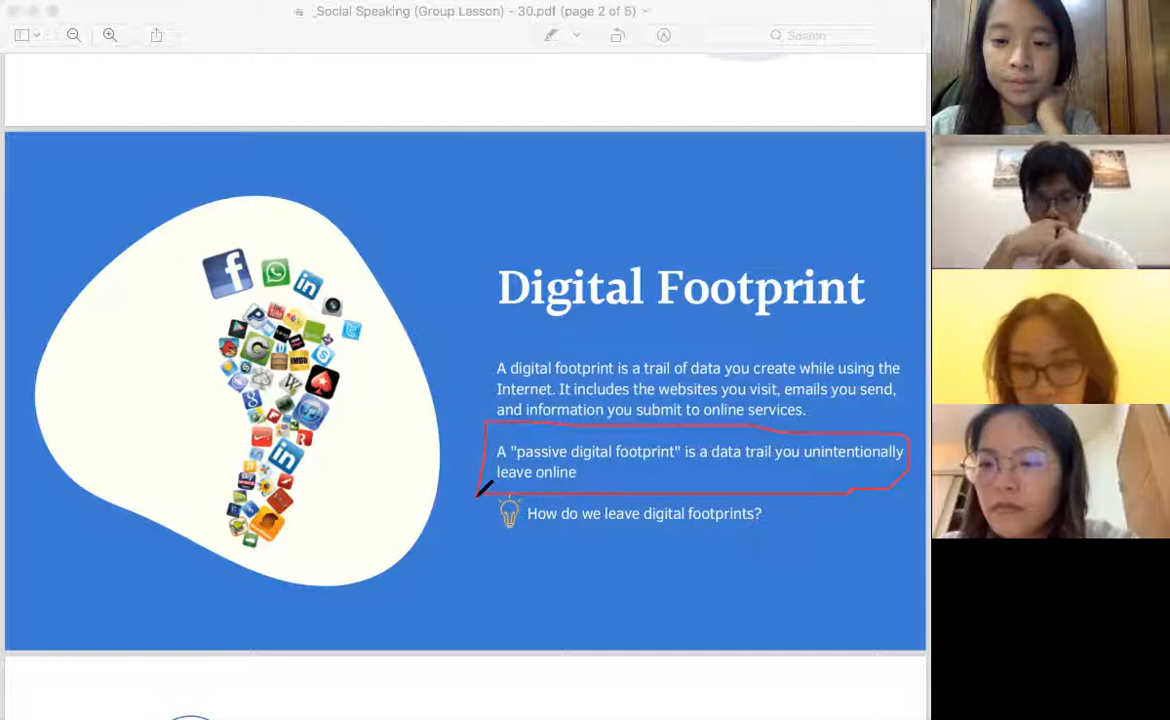 _Social Speaking (Group Lesson) – 30.pdf (page 2 of 5)
Search
Digital Footprint
A digital footprint is a trail of data you create while using the
Internet. It includes the websites you visit, emails you send,
and information you submit to online services.
A "passive digital footprint" is a data trail you unintentionally
leave online
How do we leave digital footprints?